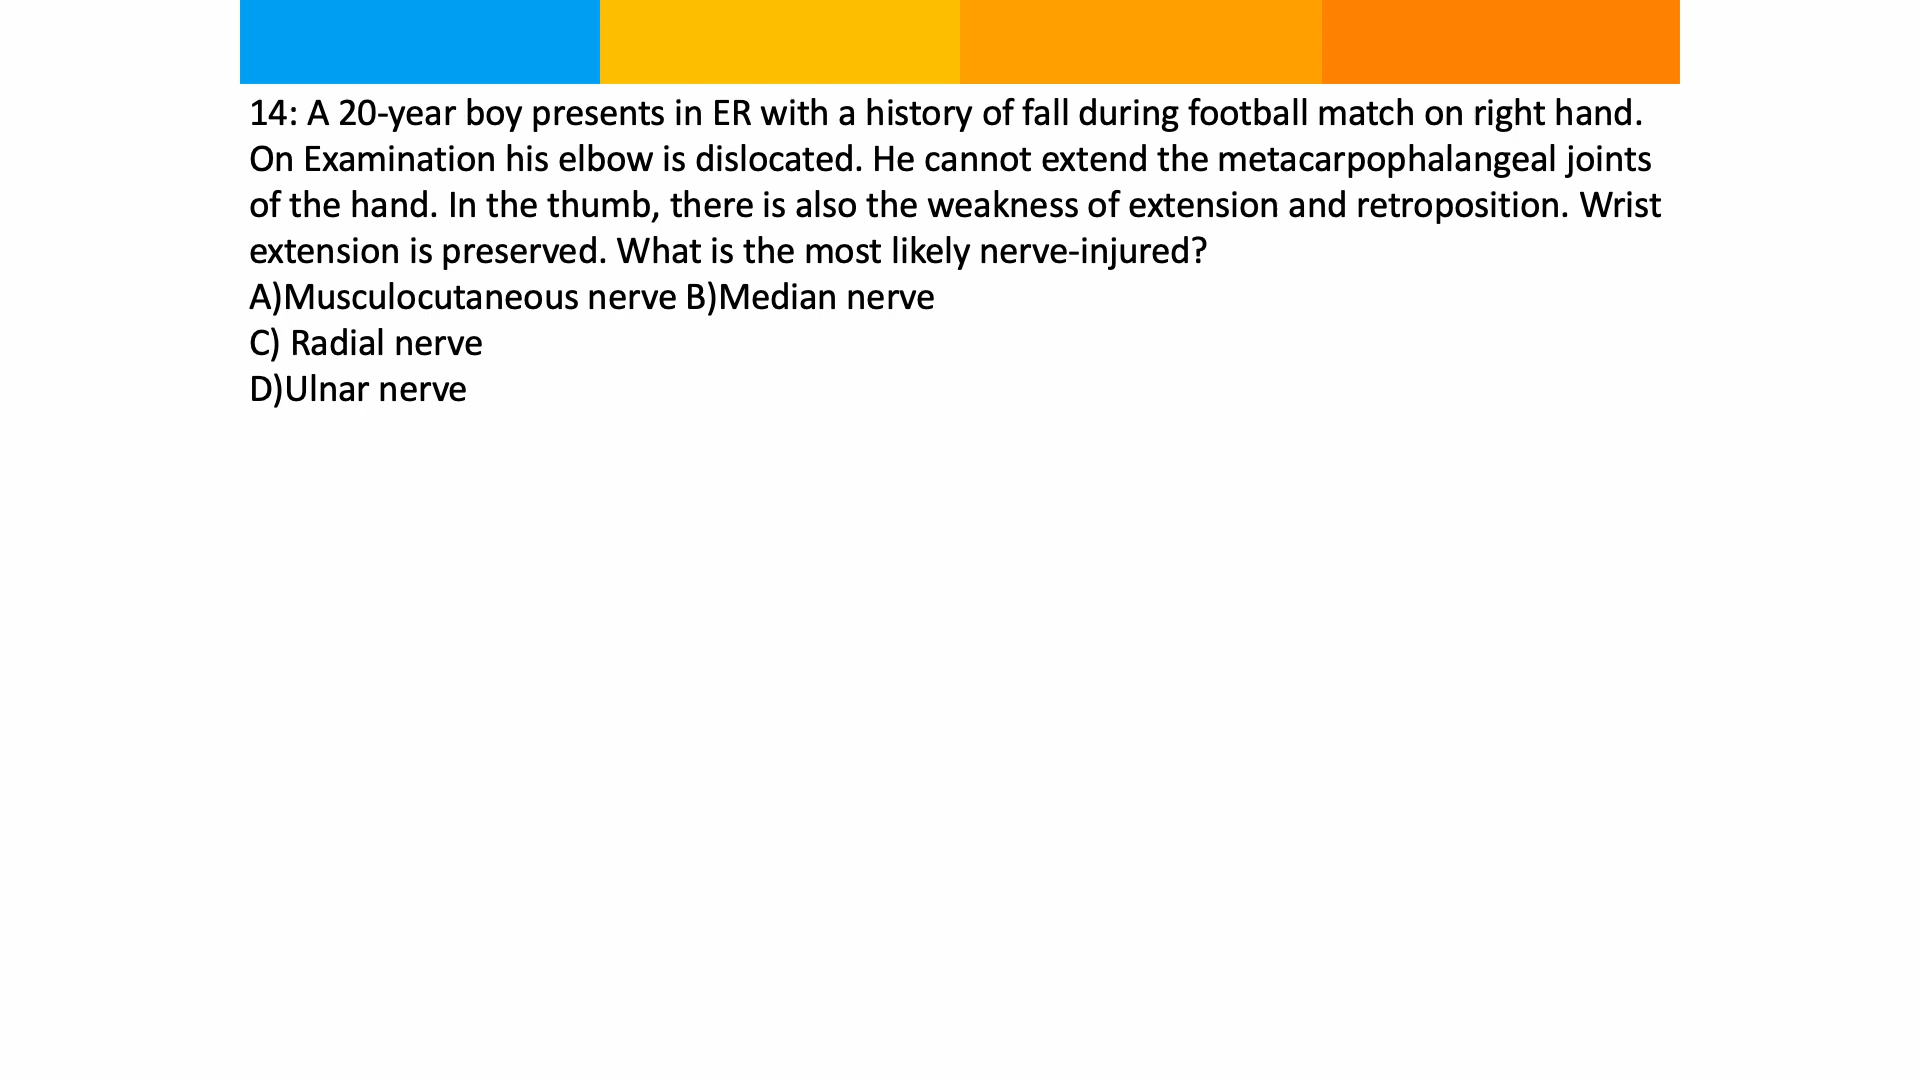 14: A 20-year boy presents in ER with a history of fall during football match on right hand.
On Examination his elbow is dislocated. He cannot extend the metacarpophalangeal joints
of the hand. In the thumb, there is also the weakness of extension and retroposition. Wrist
extension is preserved. What is the most likely nerve-injured?
A)Musculocutaneous nerve B)Median nerve
C) Radial nerve
D)Ulnar nerve